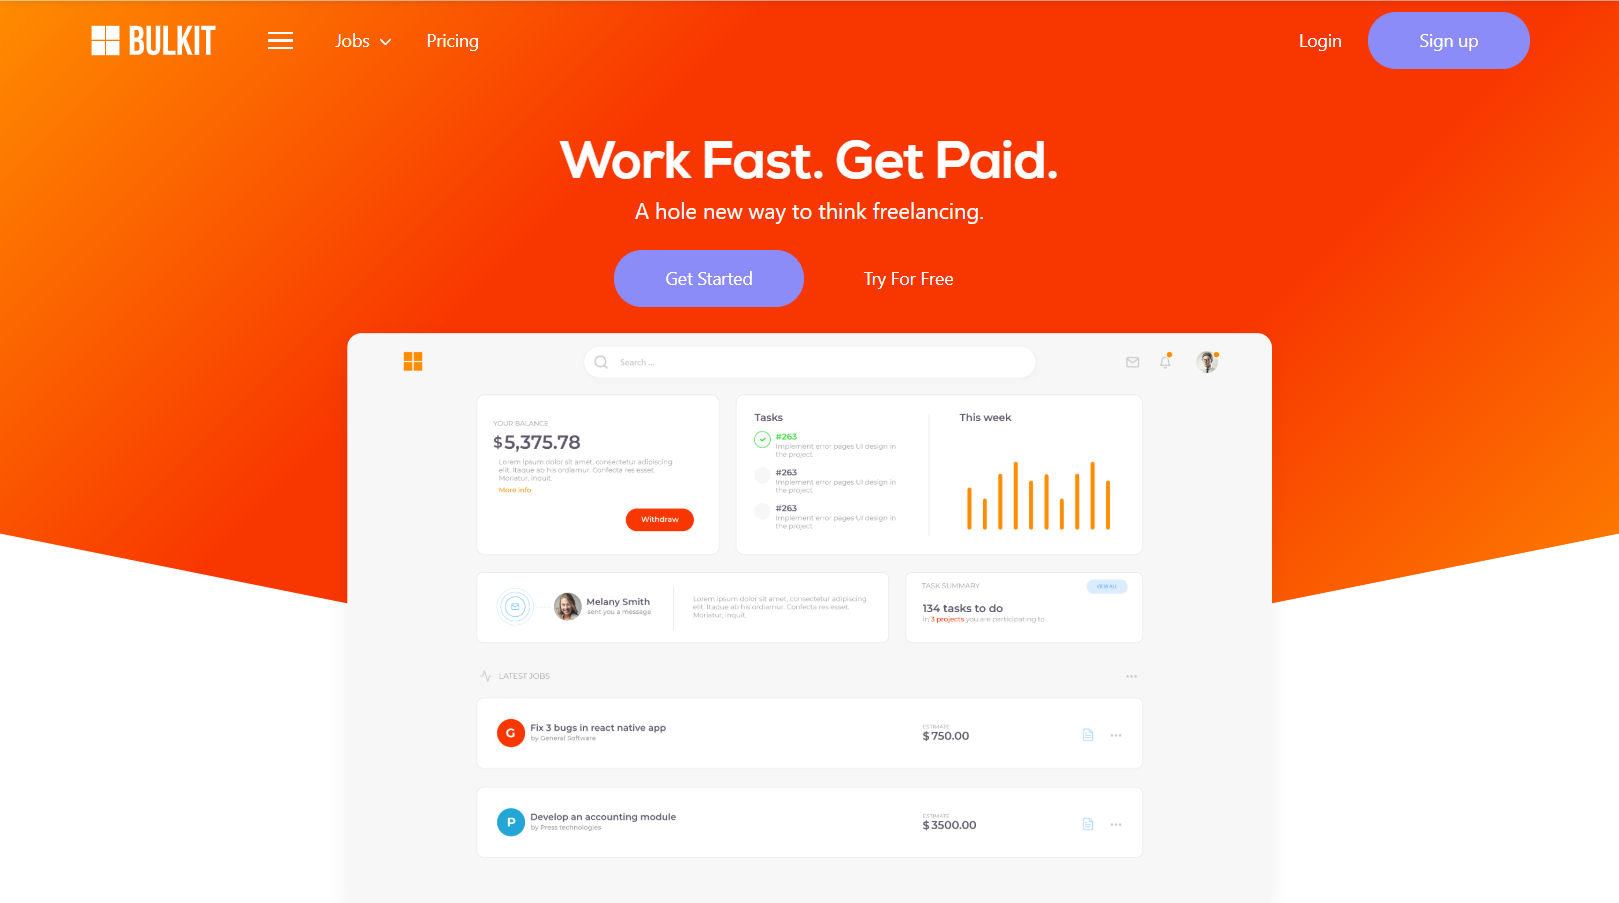 BULKIT
Jobs
Pricing
Login
Sign up
Work Fast. Get Paid.
A hole new way to think freelancing.
Get Started
Try For Free
Search ...
YOUR BALANCE
$5,375.78
Lorem ipsum dolor sit amet, consectetur adipiscing
elit. Itaque ab his ordiamur. Confecta res esset.
Moriatur, inquit.
More info
Withdraw
Tasks
#263
Implement error pages UI design in
the project
#263
Implement error pages UI design in
the project
#263
Implement error pages UI design in
the project
This week
Melany Smith
sent you a message
Lorem ipsum dolor sit amet, consectetur adipiscing
elit. Itaque ab his ordiamur. Confecta res esset.
Moriatur, inquit.
TASK SUMMARY
VIEW ALL
134 tasks to do
in 3 projects you are participating to
LATEST JOBS
G
Fix 3 bugs in react native app
by General Software
ESTIMATE
$750.00
P
Develop an accounting module
by Press technologies
ESTIMATE
$3500.00